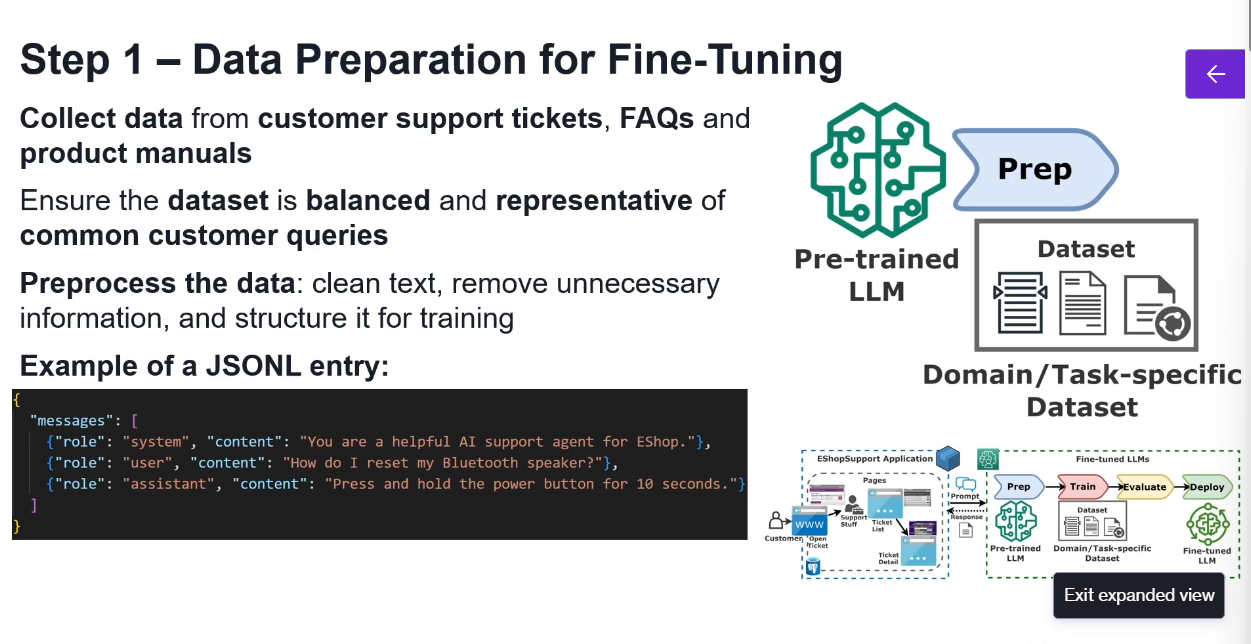 Step 1 – Data Preparation for Fine-Tuning
Collect data from customer support tickets, FAQs and
product manuals
Ensure the dataset is balanced and representative of
common customer queries
Preprocess the data: clean text, remove unnecessary
information, and structure it for training
Example of a JSONL entry:
{
"messages": [
{"role": "system", "content": "You are a helpful AI support agent for EShop."},
{"role": "user", "content": "How do I reset my Bluetooth speaker?"},
{"role": "assistant", "content": "Press and hold the power button for 10 seconds."}
]
}
Prep
Pre-trained
LLM
Dataset
Domain/Task-specific
Dataset
EShopSupport Application
Pages
Customer
WWW
Open
Ticket
Support
Stuff
Ticket
List
Ticket
Detail
Prompt
Response
Fine-tuned LLMs
Prep
Train
Evaluate
Deploy
Pre-trained
LLM
Dataset
Domain/Task-specific
Dataset
Fine-tuned
LLM
Exit expanded view